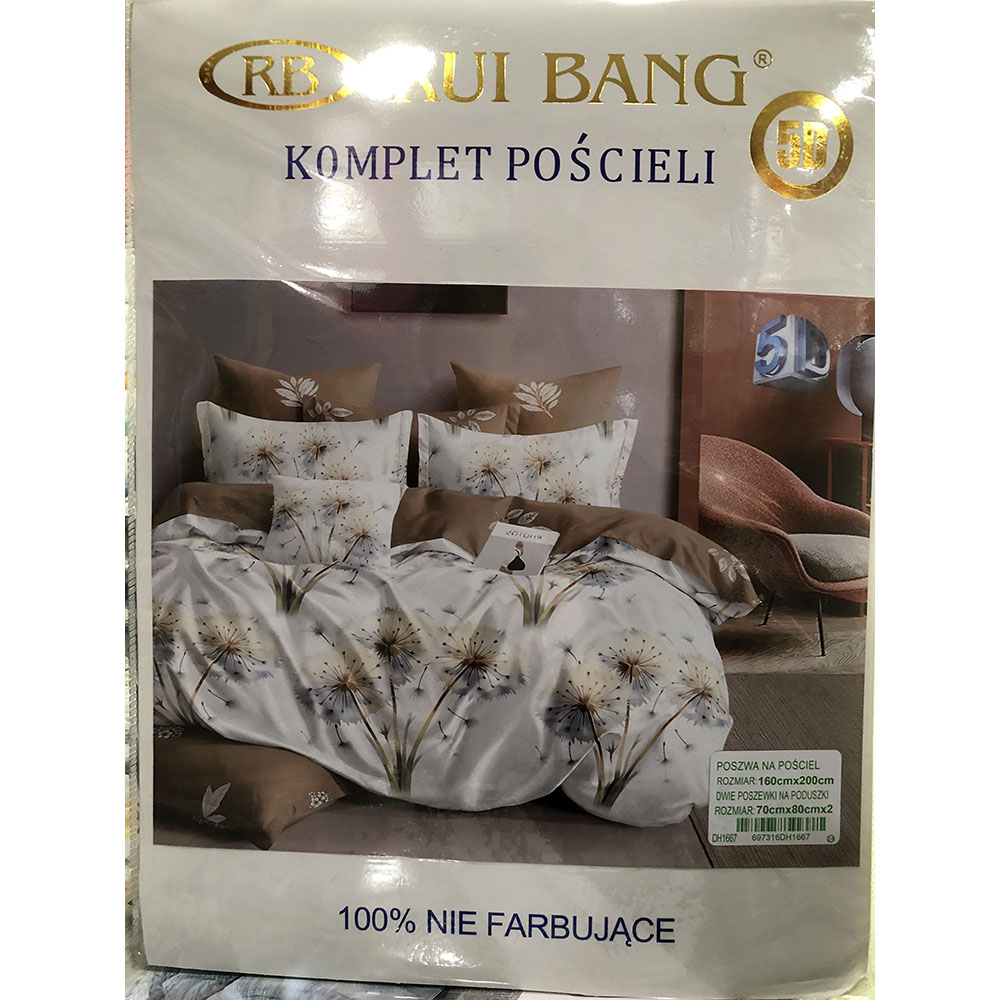 RB RUI BANG®
5D
KOMPLET POŚCIELI
5D
POSZWA NA POŚCIEL
ROZMIAR: 160cmx200cm
DWIE POSZEWKI NA PODUSZKI
ROZMIAR: 70cmx80cmx2
DH1667 697316DH1667
100% NIE FARBUJĄCE